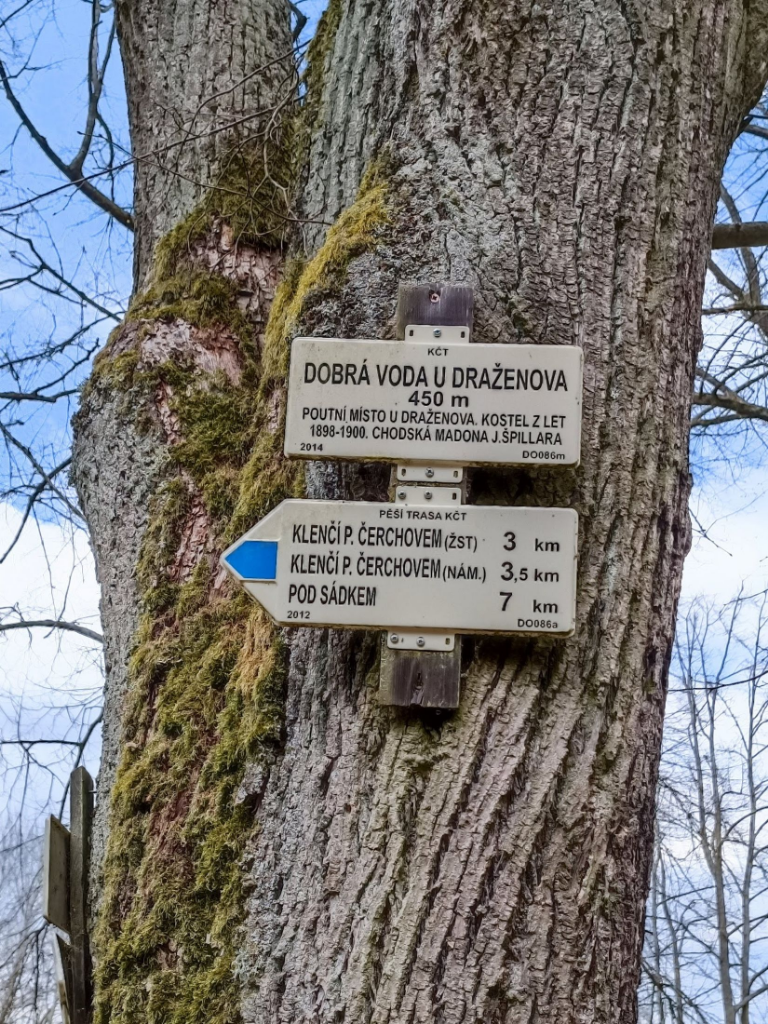 KČT
DOBRÁ VODA U DRAŽENOVA
450 m
POUTNÍ MÍSTO U DRAŽENOVA. KOSTEL Z LET
1898-1900. CHODSKÁ MADONA J.ŠPILLARA
2014 DO086m
PĚŠÍ TRASA KČT
KLENČÍ P. ČERCHOVEM (ŽST) 3 km
KLENČÍ P. ČERCHOVEM (NÁM.) 3,5 km
POD SÁDKEM 7 km
2012 DO086a